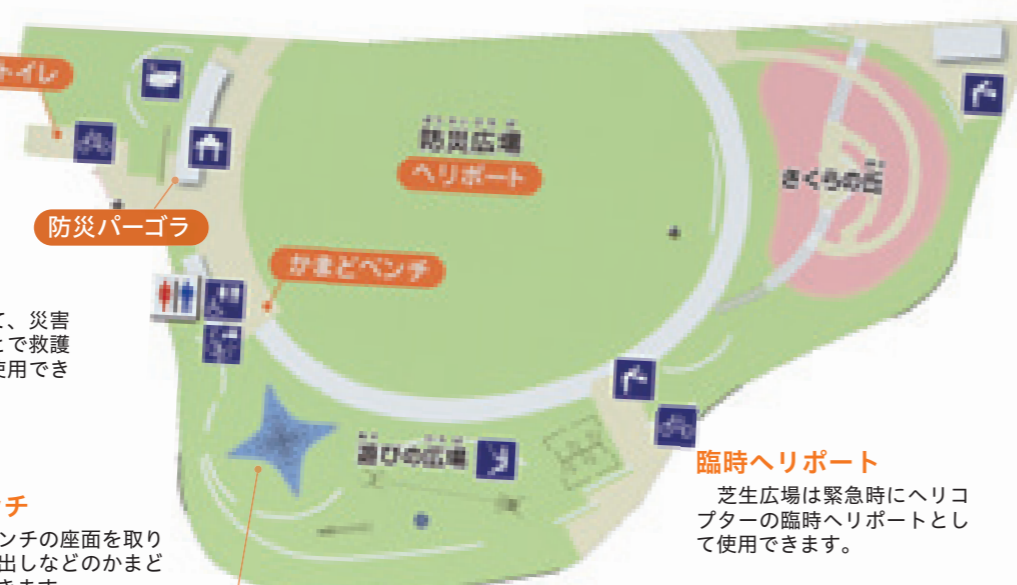 トイレ
防災広場
ヘリポート
さくらの丘
防災パーゴラ
かまどベンチ
て、災害
とで救護
使用でき
遊びの広場
臨時ヘリポート
芝生広場は緊急時にヘリコ
プターの臨時ヘリポートとし
て使用できます。
チ
ンチの座面を取り
出しなどのかまど
きます。